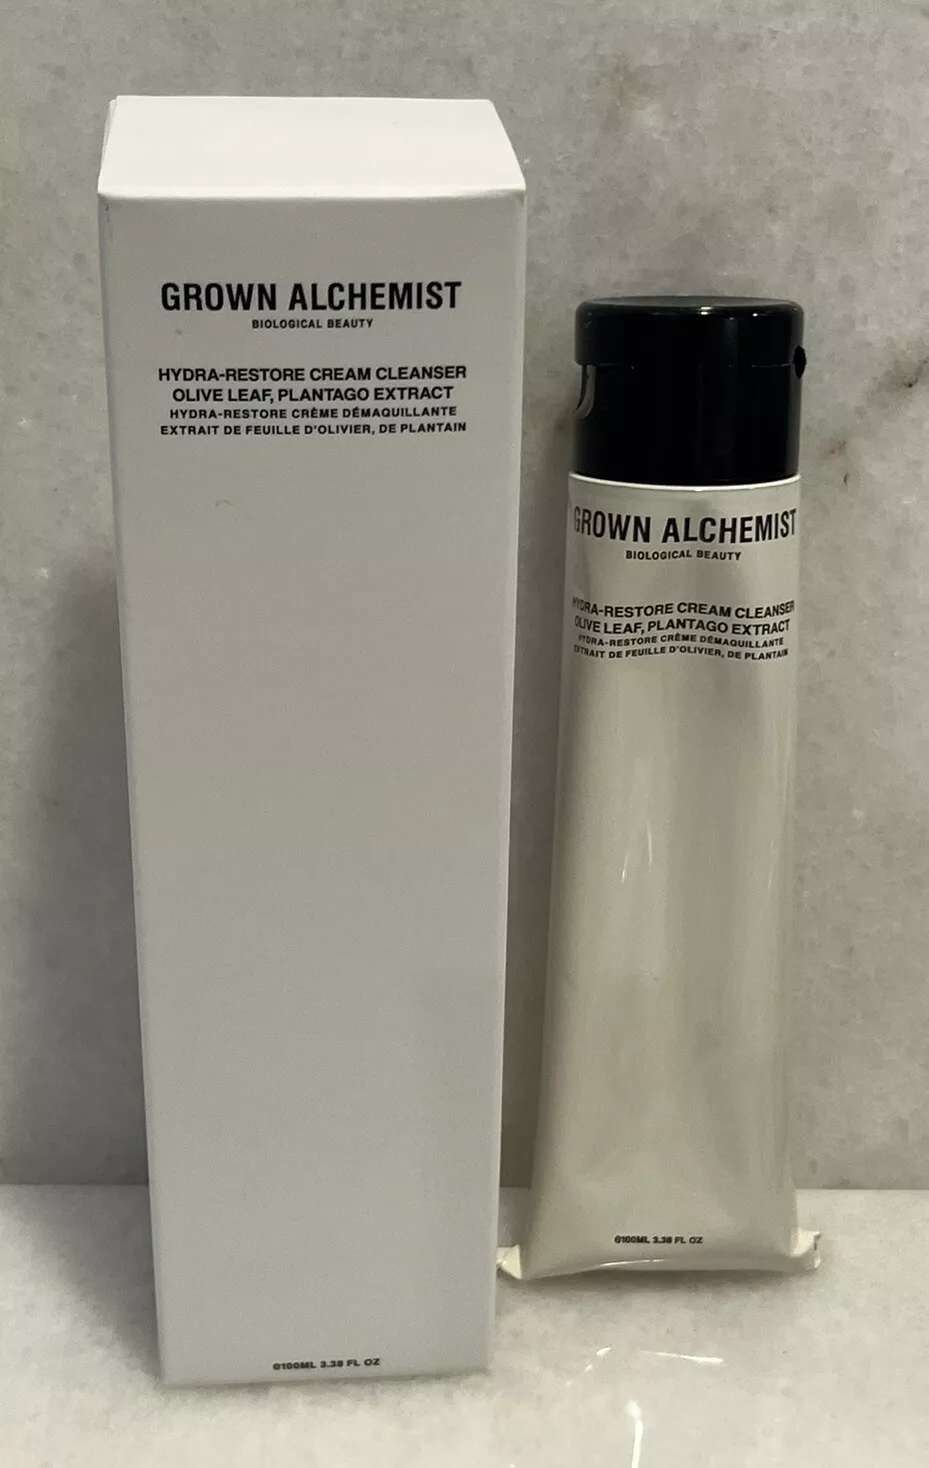 GROWN ALCHEMIST
BIOLOGICAL BEAUTY
HYDRA-RESTORE CREAM CLEANSER
OLIVE LEAF, PLANTAGO EXTRACT
HYDRA-RESTORE CRÈME DÉMAQUILLANTE
EXTRAIT DE FEUILLE D'OLIVIER, DE PLANTAIN
℮100ML 3.38 FL OZ
GROWN ALCHEMIST
BIOLOGICAL BEAUTY
HYDRA-RESTORE CREAM CLEANSER
OLIVE LEAF, PLANTAGO EXTRACT
HYDRA-RESTORE CRÈME DÉMAQUILLANTE
EXTRAIT DE FEUILLE D'OLIVIER, DE PLANTAIN
℮100ML 3.38 FL OZ